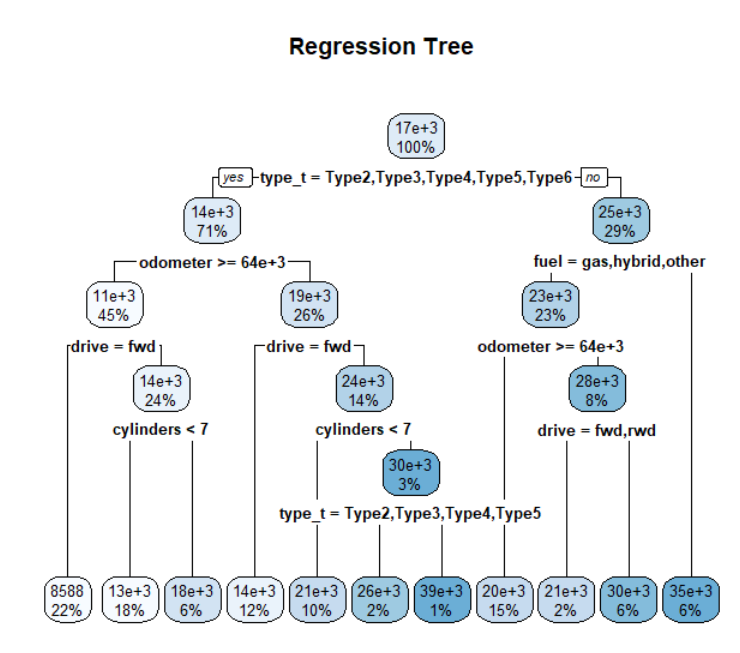 Regression Tree
17e+3
100%
yes type_t = Type2,Type3,Type4,Type5,Type6 no
14e+3
71%
25e+3
29%
odometer >= 64e+3
fuel = gas,hybrid,other
11e+3
45%
19e+3
26%
23e+3
23%
drive = fwd
drive = fwd
odometer >= 64e+3
14e+3
24%
24e+3
14%
28e+3
8%
cylinders < 7
cylinders < 7
drive = fwd,rwd
30e+3
3%
type_t = Type2,Type3,Type4,Type5
8588
22%
13e+3
18%
18e+3
6%
14e+3
12%
21e+3
10%
26e+3
2%
39e+3
1%
20e+3
15%
21e+3
2%
30e+3
6%
35e+3
6%